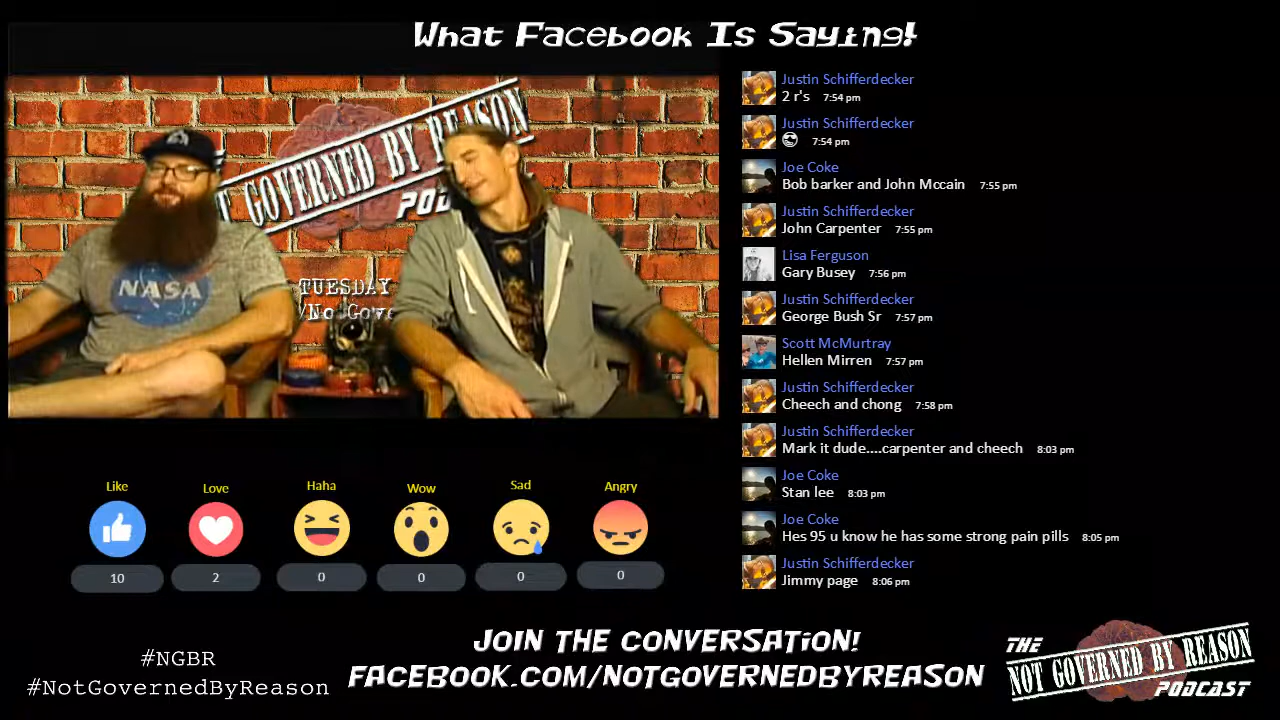 What Facebook Is Saying!
NOT GOVERNED BY REASON
POD
TUESDAY
/No Gove
NASA
Justin Schifferdecker
2 r's 7:54 pm
Justin Schifferdecker
😎 7:54 pm
Joe Coke
Bob barker and John Mccain 7:55 pm
Justin Schifferdecker
John Carpenter 7:55 pm
Lisa Ferguson
Gary Busey 7:56 pm
Justin Schifferdecker
George Bush Sr 7:57 pm
Scott McMurtray
Hellen Mirren 7:57 pm
Justin Schifferdecker
Cheech and chong 7:58 pm
Justin Schifferdecker
Mark it dude....carpenter and cheech 8:03 pm
Joe Coke
Stan lee 8:03 pm
Joe Coke
Hes 95 u know he has some strong pain pills 8:05 pm
Justin Schifferdecker
Jimmy page 8:06 pm
Like Love Haha Wow Sad Angry
10 2 0 0 0 0
#NGBR
#NotGovernedByReason
JOIN THE CONVERSATION!
FACEBOOK.COM/NOTGOVERNEDBYREASON
THE
NOT GOVERNED BY REASON
PODCAST